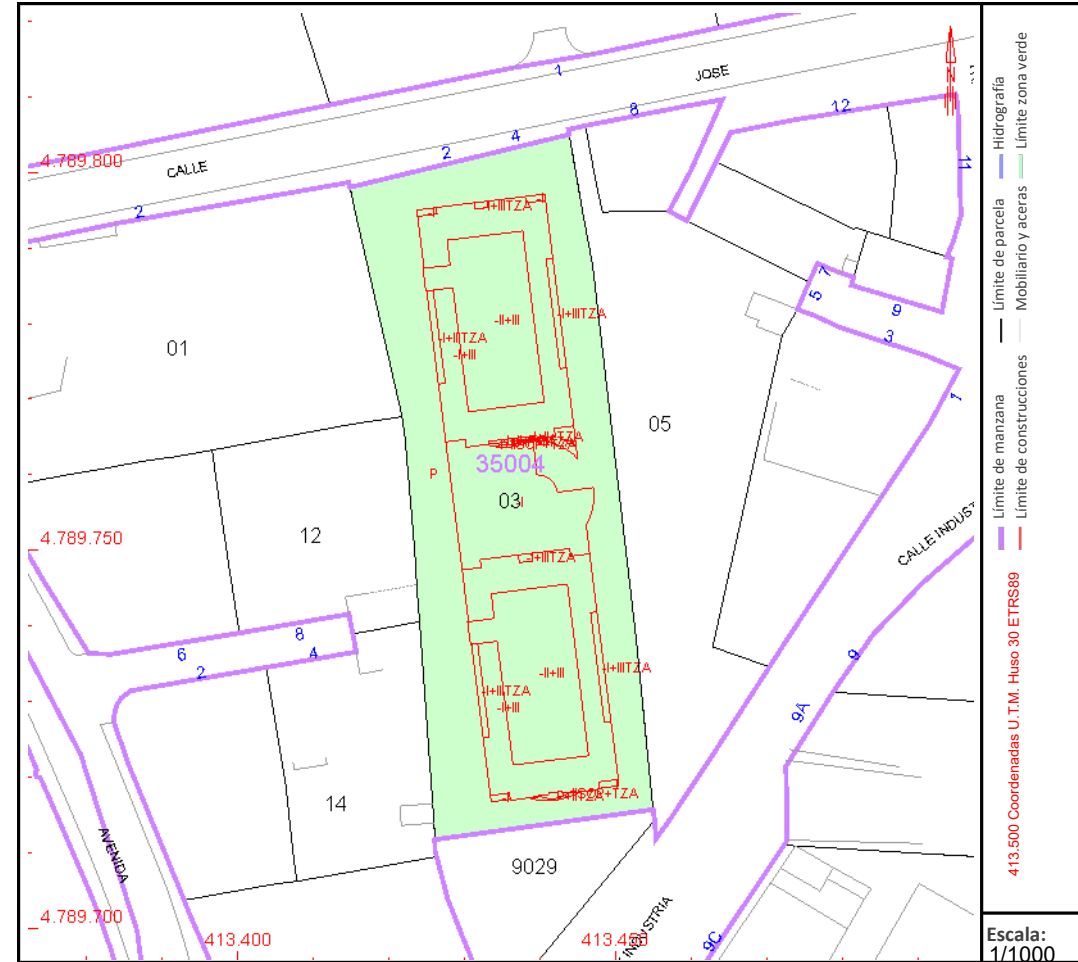 1
JOSE
8
12
4
2
4.789.800
CALLE
11
2
-I+IIITZA
7
5
-II+III
-I+IIITZA
9
-I+IIITZA
-I+III
01
3
1
05
35004
P
03
I
4.789.750
12
-I+IIITZA
CALLE INDUST
8
6
4
2
9
-II+III
-I+IIITZA
-I+IIITZA
-I+III
9A
14
AVENIDA
9029
4.789.700
413.400
413.450
INDUSTRIA
9C
Hidrografía
Límite zona verde
Límite de parcela
Mobiliario y aceras
Límite de manzana
Límite de construcciones
413.500 Coordenadas U.T.M. Huso 30 ETRS89
N
Escala:
1/1000